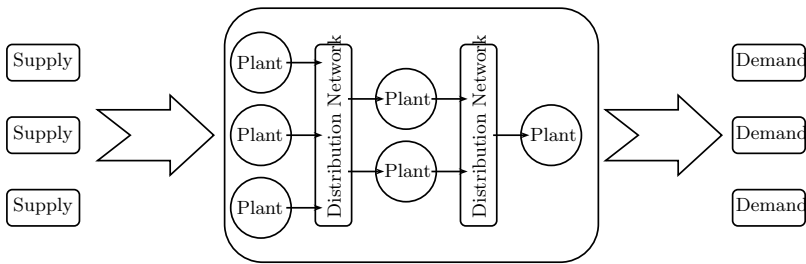 Supply
Supply
Supply
Plant
Plant
Plant
Distribution Network
Plant
Plant
Distribution Network
Plant
Demand
Demand
Demand